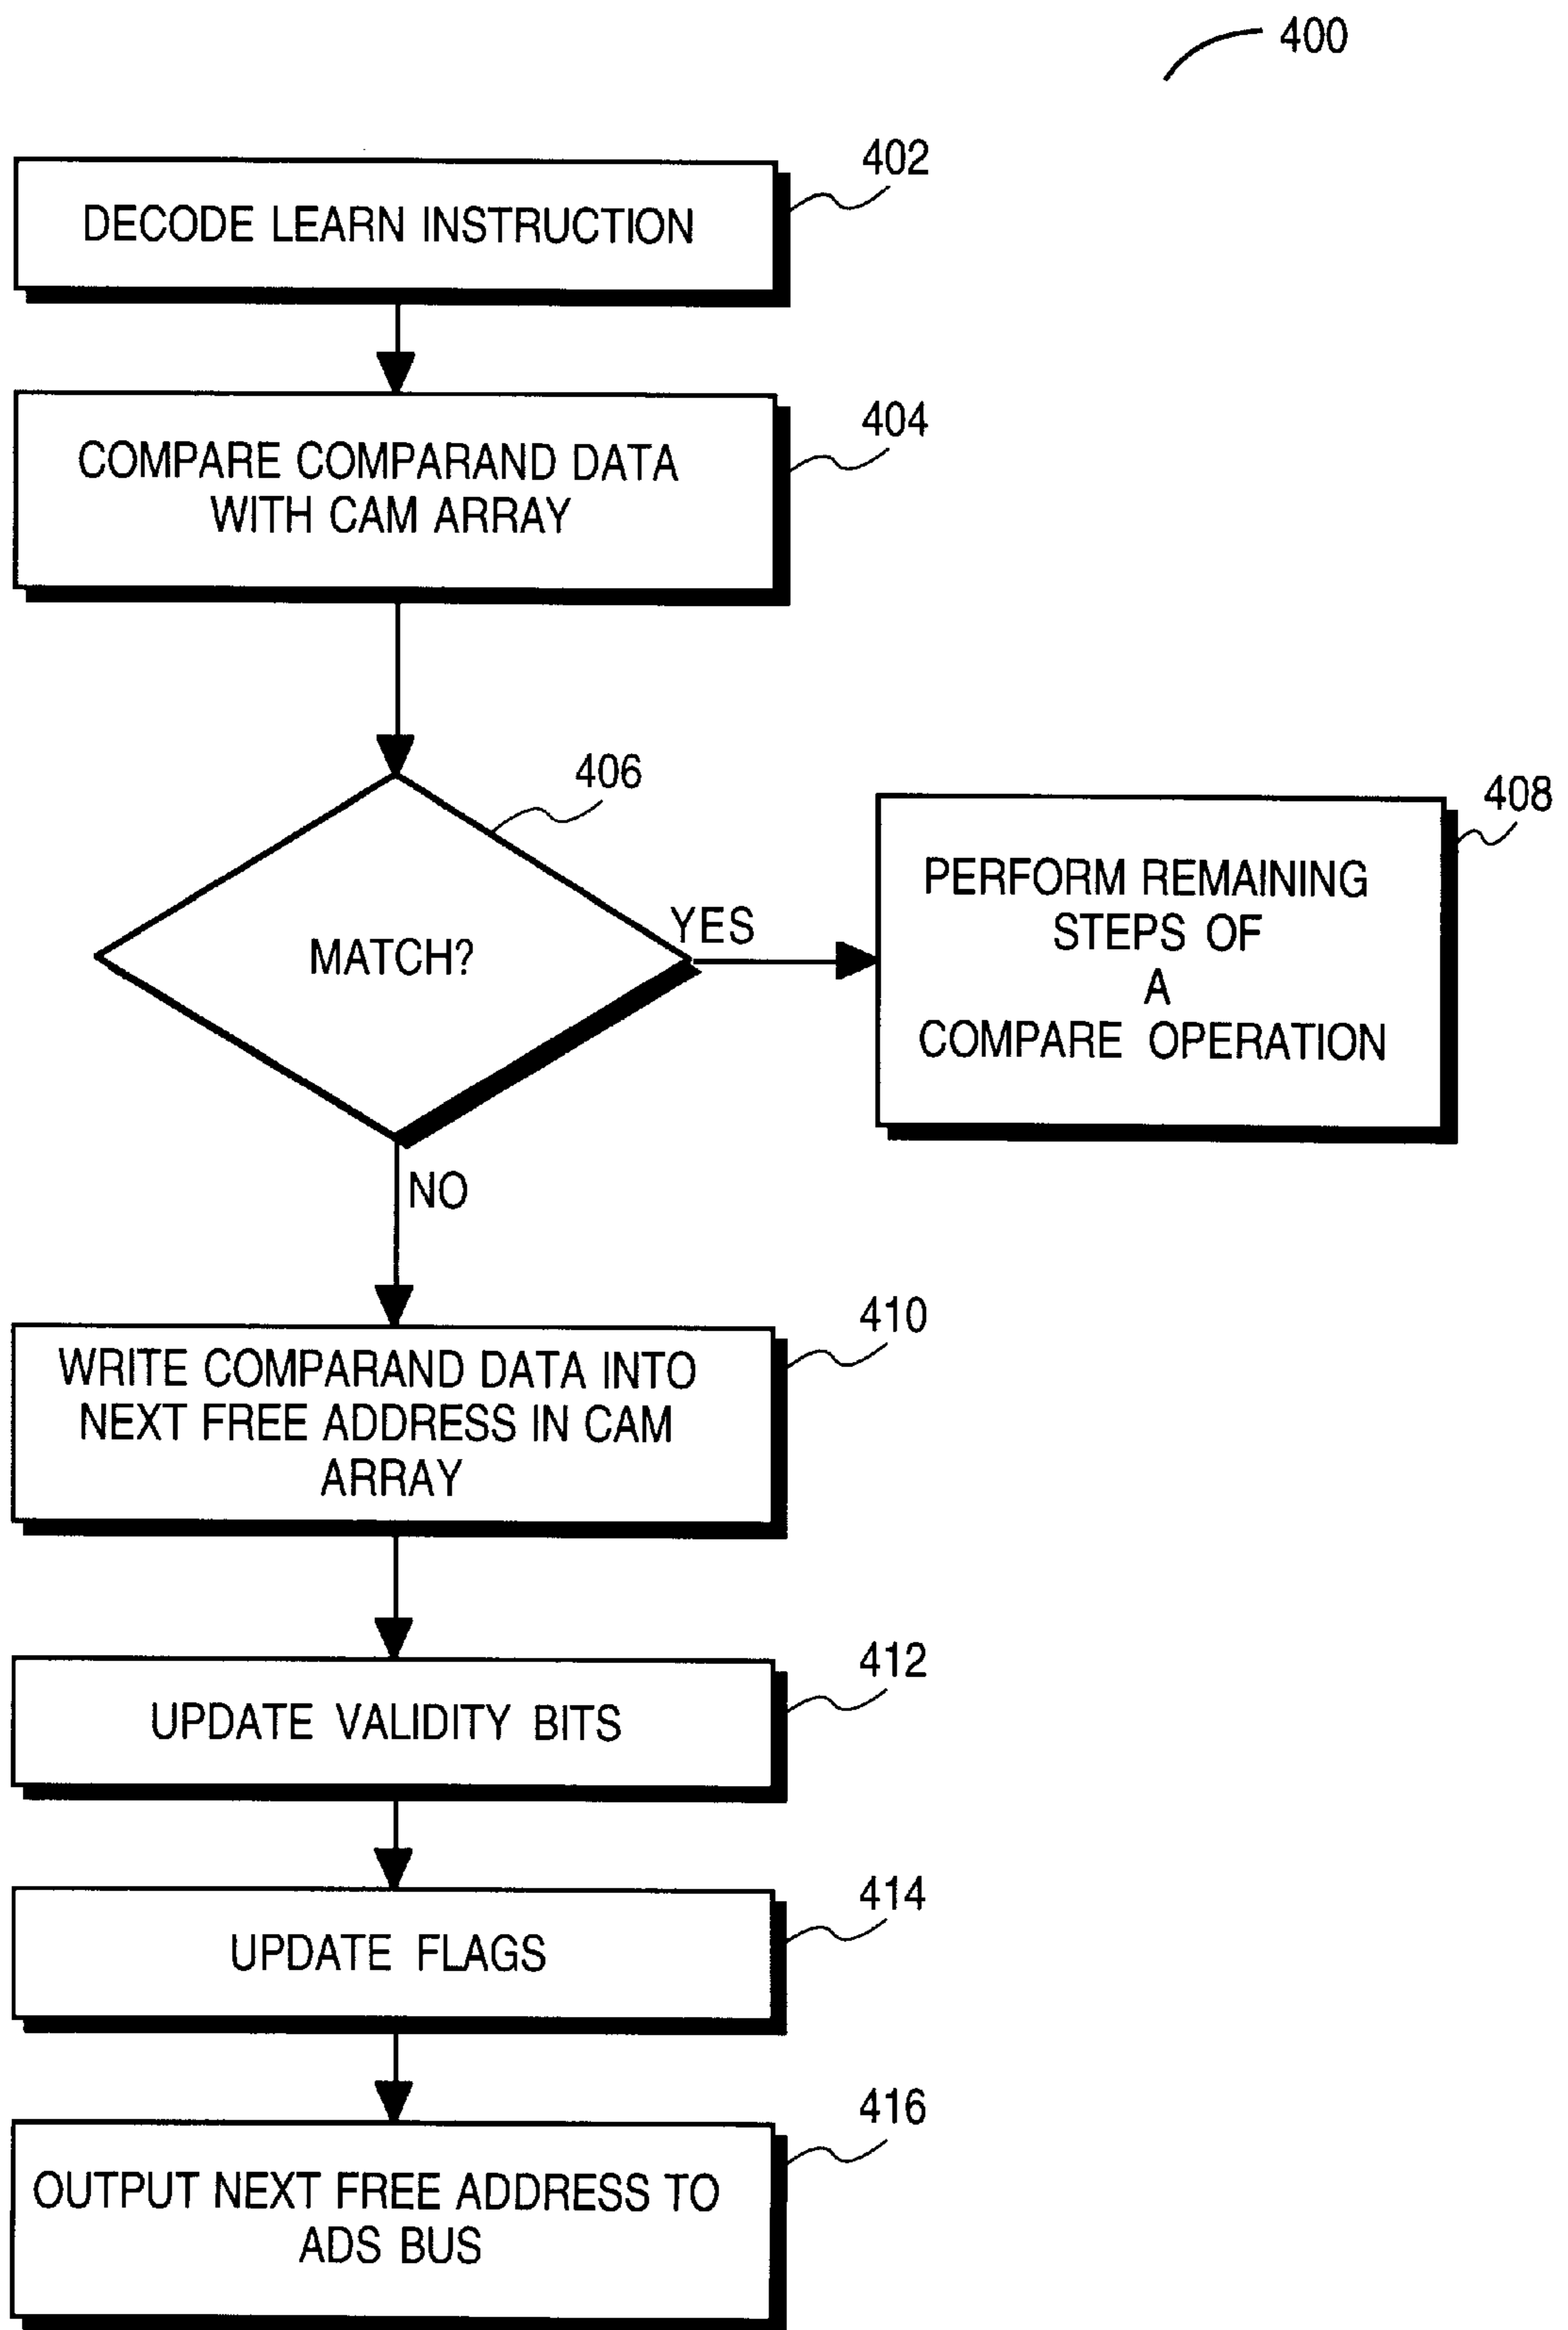 400
402
DECODE LEARN INSTRUCTION
404
COMPARE COMPARAND DATA
WITH CAM ARRAY
406
MATCH?
YES
408
PERFORM REMAINING
STEPS OF
A
COMPARE OPERATION
NO
410
WRITE COMPARAND DATA INTO
NEXT FREE ADDRESS IN CAM
ARRAY
412
UPDATE VALIDITY BITS
414
UPDATE FLAGS
416
OUTPUT NEXT FREE ADDRESS TO
ADS BUS